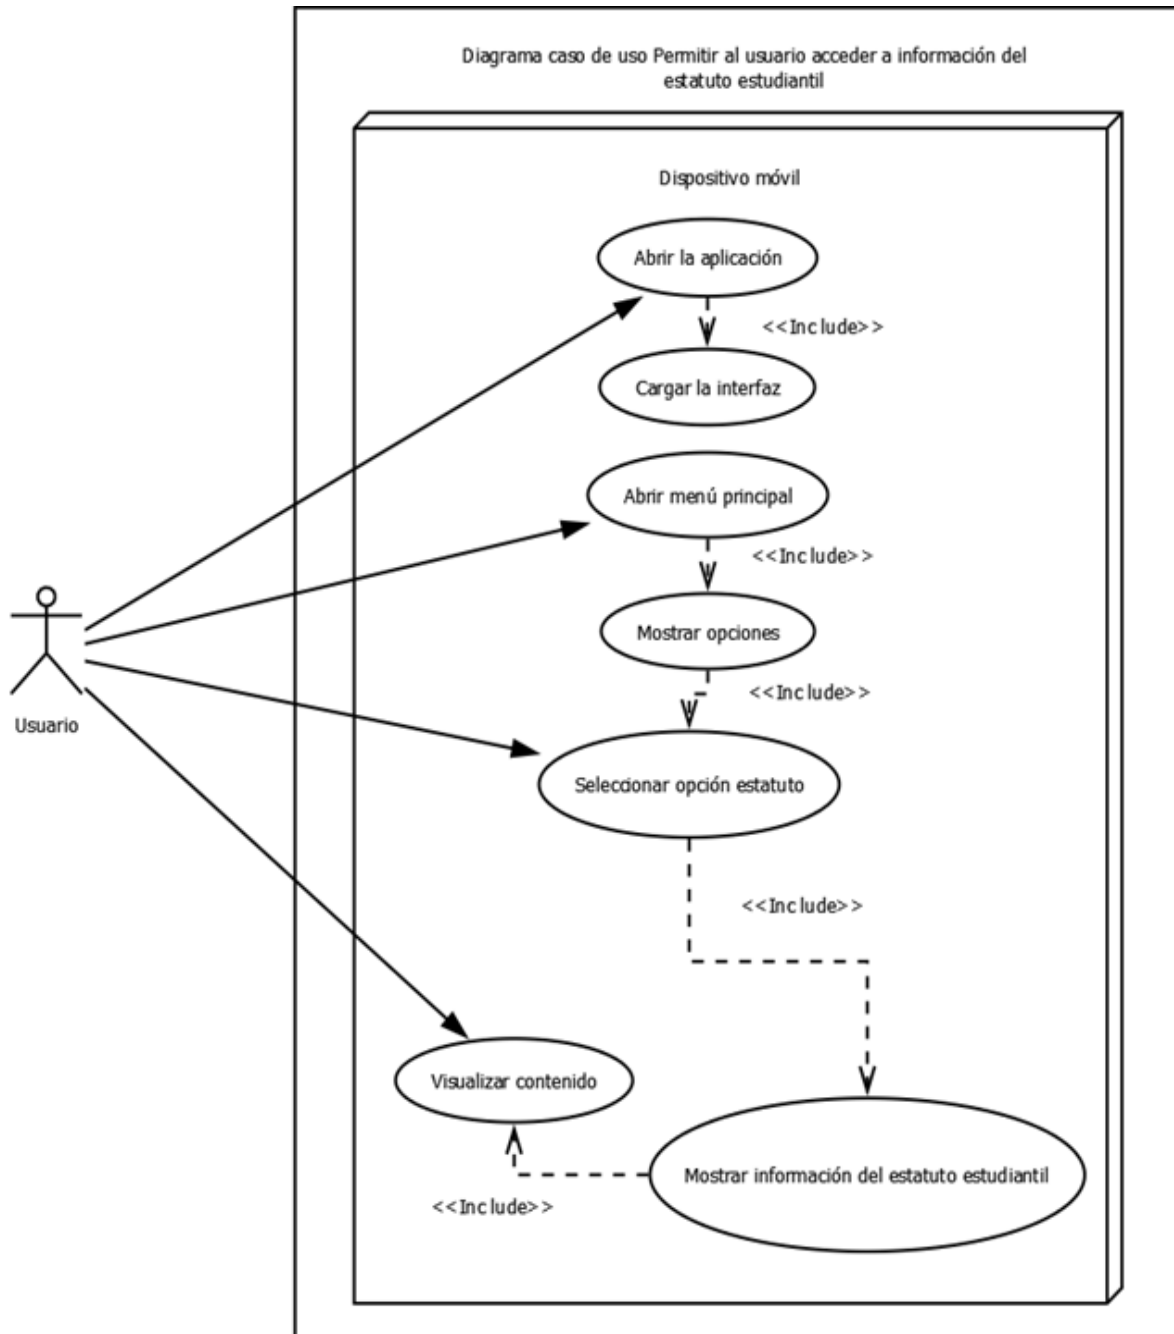 Diagrama caso de uso Permitir al usuario acceder a información del
estatuto estudiantil
Dispositivo móvil
Abrir la aplicación
<<Include>>
Cargar la interfaz
Abrir menú principal
<<Include>>
Mostrar opciones
<<Include>>
Usuario
Seleccionar opción estatuto
<<Include>>
Visualizar contenido
Mostrar información del estatuto estudiantil
<<Include>>